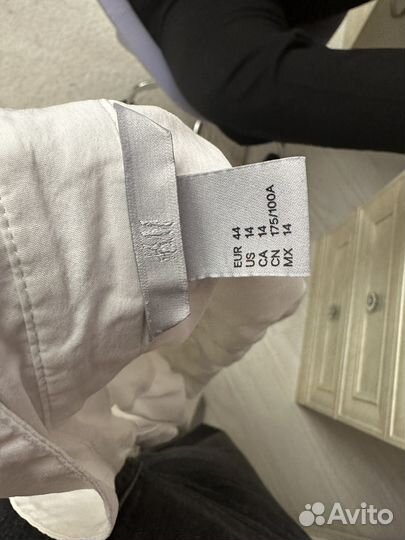 H&M
EUR 44
US 14
CA 14
CN 175/100A
MX 14
Avito